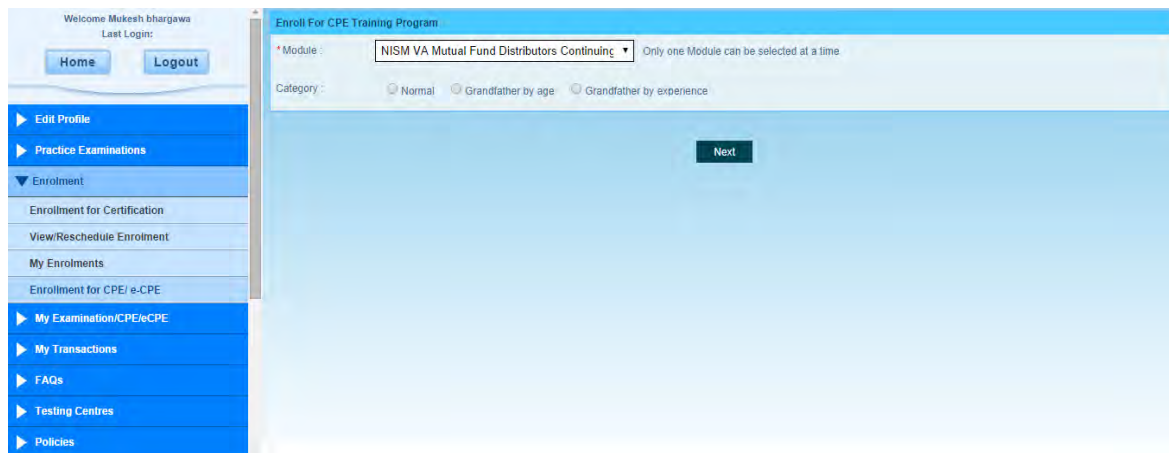 Welcome Mukesh bhargawa
Last Login:
Home Logout
Edit Profile
Practice Examinations
Enrolment
Enrollment for Certification
View/Reschedule Enrolment
My Enrolments
Enrollment for CPE/ e-CPE
My Examination/CPE/eCPE
My Transactions
FAQs
Testing Centres
Policies
Enroll For CPE Training Program
*Module : NISM VA Mutual Fund Distributors Continuing Only one Module can be selected at a time
Category : Normal Grandfather by age Grandfather by experience
Next